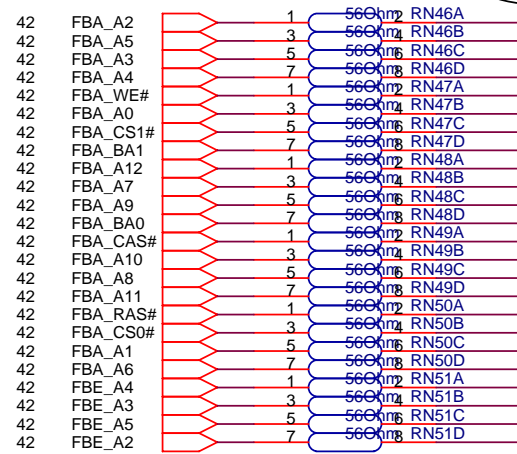 42 FBA_A2 1 56Ohm 2 RN46A
42 FBA_A5 3 56Ohm 4 RN46B
42 FBA_A3 5 56Ohm 6 RN46C
42 FBA_A4 7 56Ohm 8 RN46D
42 FBA_WE# 1 56Ohm 2 RN47A
42 FBA_A0 3 56Ohm 4 RN47B
42 FBA_CS1# 5 56Ohm 6 RN47C
42 FBA_BA1 7 56Ohm 8 RN47D
42 FBA_A12 1 56Ohm 2 RN48A
42 FBA_A7 3 56Ohm 4 RN48B
42 FBA_A9 5 56Ohm 6 RN48C
42 FBA_BA0 7 56Ohm 8 RN48D
42 FBA_CAS# 1 56Ohm 2 RN49A
42 FBA_A10 3 56Ohm 4 RN49B
42 FBA_A8 5 56Ohm 6 RN49C
42 FBA_A11 7 56Ohm 8 RN49D
42 FBA_RAS# 1 56Ohm 2 RN50A
42 FBA_CS0# 3 56Ohm 4 RN50B
42 FBA_A1 5 56Ohm 6 RN50C
42 FBA_A6 7 56Ohm 8 RN50D
42 FBE_A4 1 56Ohm 2 RN51A
42 FBE_A3 3 56Ohm 4 RN51B
42 FBE_A5 5 56Ohm 6 RN51C
42 FBE_A2 7 56Ohm 8 RN51D